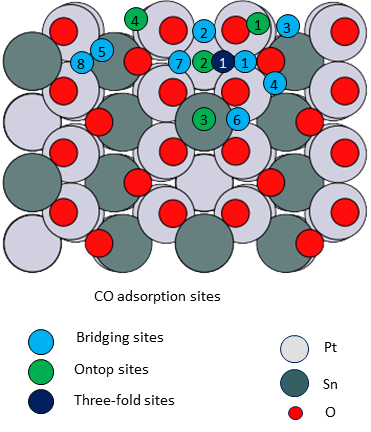 4 1 3
2
5 8 7 2 1 1
4
3 6
CO adsorption sites
Bridging sites
Ontop sites
Three-fold sites
Pt
Sn
O